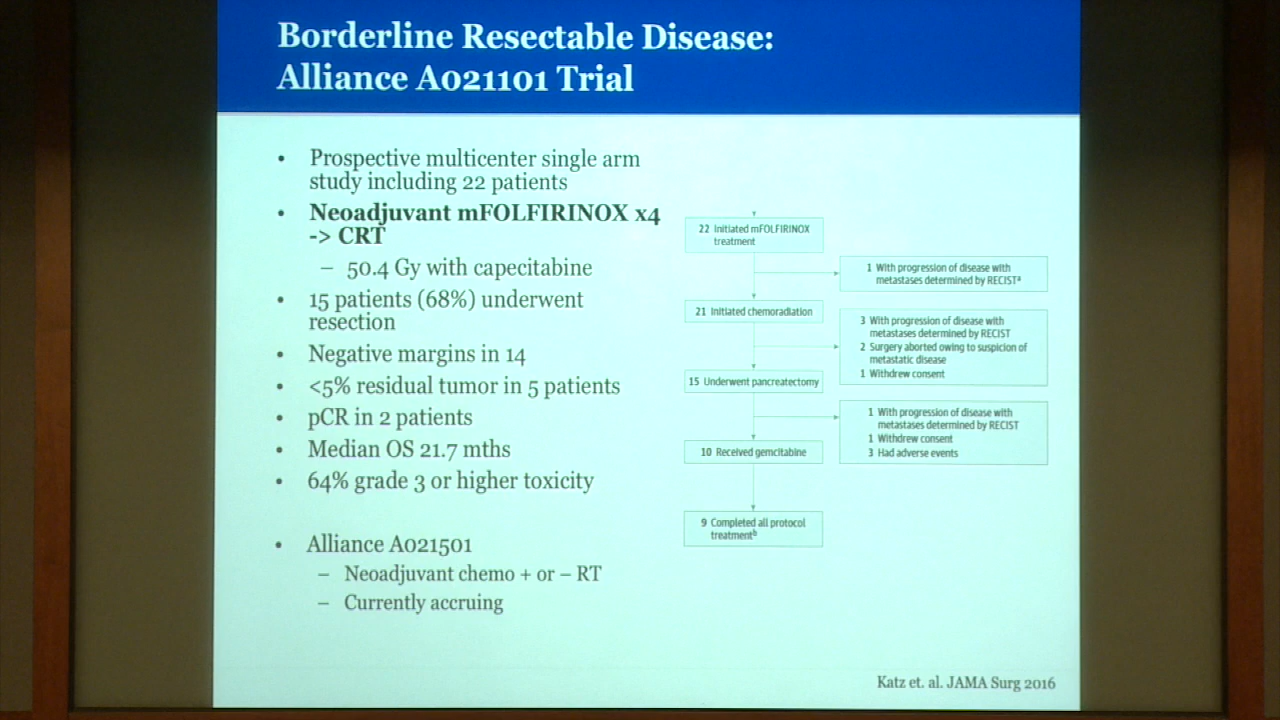 Borderline Resectable Disease:
Alliance A021101 Trial
• Prospective multicenter single arm
study including 22 patients
• Neoadjuvant mFOLFIRINOX x4
-> CRT
– 50.4 Gy with capecitabine
• 15 patients (68%) underwent
resection
• Negative margins in 14
• <5% residual tumor in 5 patients
• pCR in 2 patients
• Median OS 21.7 mths
• 64% grade 3 or higher toxicity
• Alliance A021501
– Neoadjuvant chemo + or – RT
– Currently accruing
22 Initiated mFOLFIRINOX
treatment
1 With progression of disease with
metastases determined by RECISTᵃ
21 Initiated chemoradiation
3 With progression of disease with
metastases determined by RECIST
2 Surgery aborted owing to suspicion of
metastatic disease
1 Withdrew consent
15 Underwent pancreatectomy
1 With progression of disease with
metastases determined by RECIST
1 Withdrew consent
3 Had adverse events
10 Received gemcitabine
9 Completed all protocol
treatmentᵇ
Katz et. al. JAMA Surg 2016